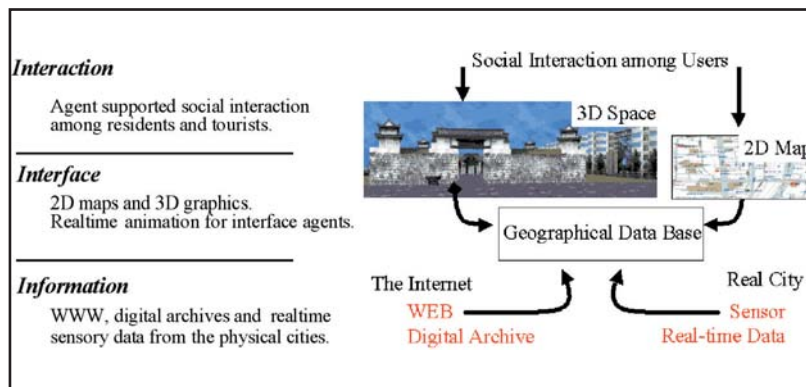 Interaction
Agent supported social interaction
among residents and tourists.
Interface
2D maps and 3D graphics.
Realtime animation for interface agents.
Information
WWW, digital archives and realtime
sensory data from the physical cities.
Social Interaction among Users
3D Space
2D Map
Geographical Data Base
The Internet
WEB
Digital Archive
Real City
Sensor
Real-time Data